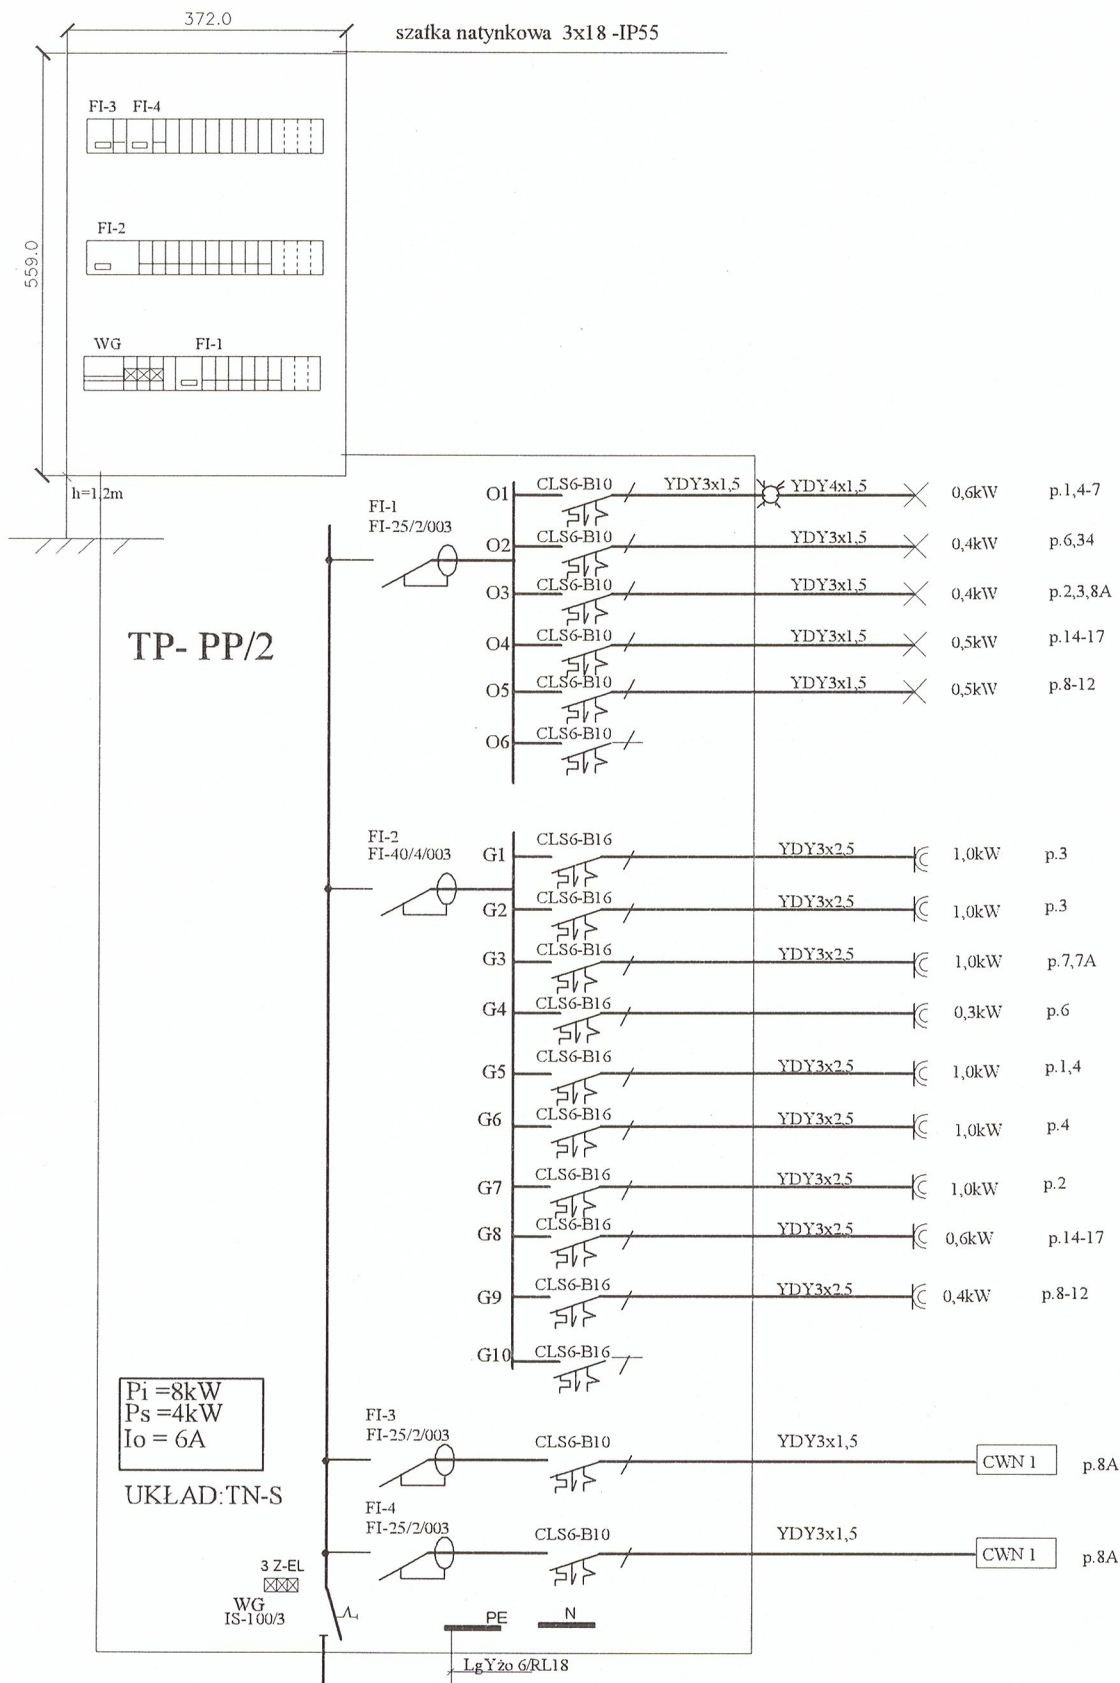 372.0
szafka natynkowa 3x18 -IP55
FI-3 FI-4
559.0
FI-2
WG FI-1
h=1,2m
FI-1
FI-25/2/003
O1 CLS6-B10 YDY3x1,5 YDY4x1,5 0,6kW p.1,4-7
O2 CLS6-B10 YDY3x1,5 0,4kW p.6,34
O3 CLS6-B10 YDY3x1,5 0,4kW p.2,3,8A
TP- PP/2
O4 CLS6-B10 YDY3x1,5 0,5kW p.14-17
O5 CLS6-B10 YDY3x1,5 0,5kW p.8-12
O6 CLS6-B10
FI-2
FI-40/4/003
G1 CLS6-B16 YDY3x2,5 1,0kW p.3
G2 CLS6-B16 YDY3x2,5 1,0kW p.3
G3 CLS6-B16 YDY3x2,5 1,0kW p.7,7A
G4 CLS6-B16 0,3kW p.6
G5 CLS6-B16 YDY3x2,5 1,0kW p.1,4
G6 CLS6-B16 YDY3x2,5 1,0kW p.4
G7 CLS6-B16 YDY3x2,5 1,0kW p.2
G8 CLS6-B16 YDY3x2,5 0,6kW p.14-17
G9 CLS6-B16 YDY3x2,5 0,4kW p.8-12
G10 CLS6-B16
Pi =8kW
Ps =4kW
Io = 6A
UKŁAD:TN-S
FI-3
FI-25/2/003
CLS6-B10 YDY3x1,5 CWN 1 p.8A
FI-4
FI-25/2/003
CLS6-B10 YDY3x1,5 CWN 1 p.8A
3 Z-EL
WG
IS-100/3
PE N
LgYżo 6/RL18